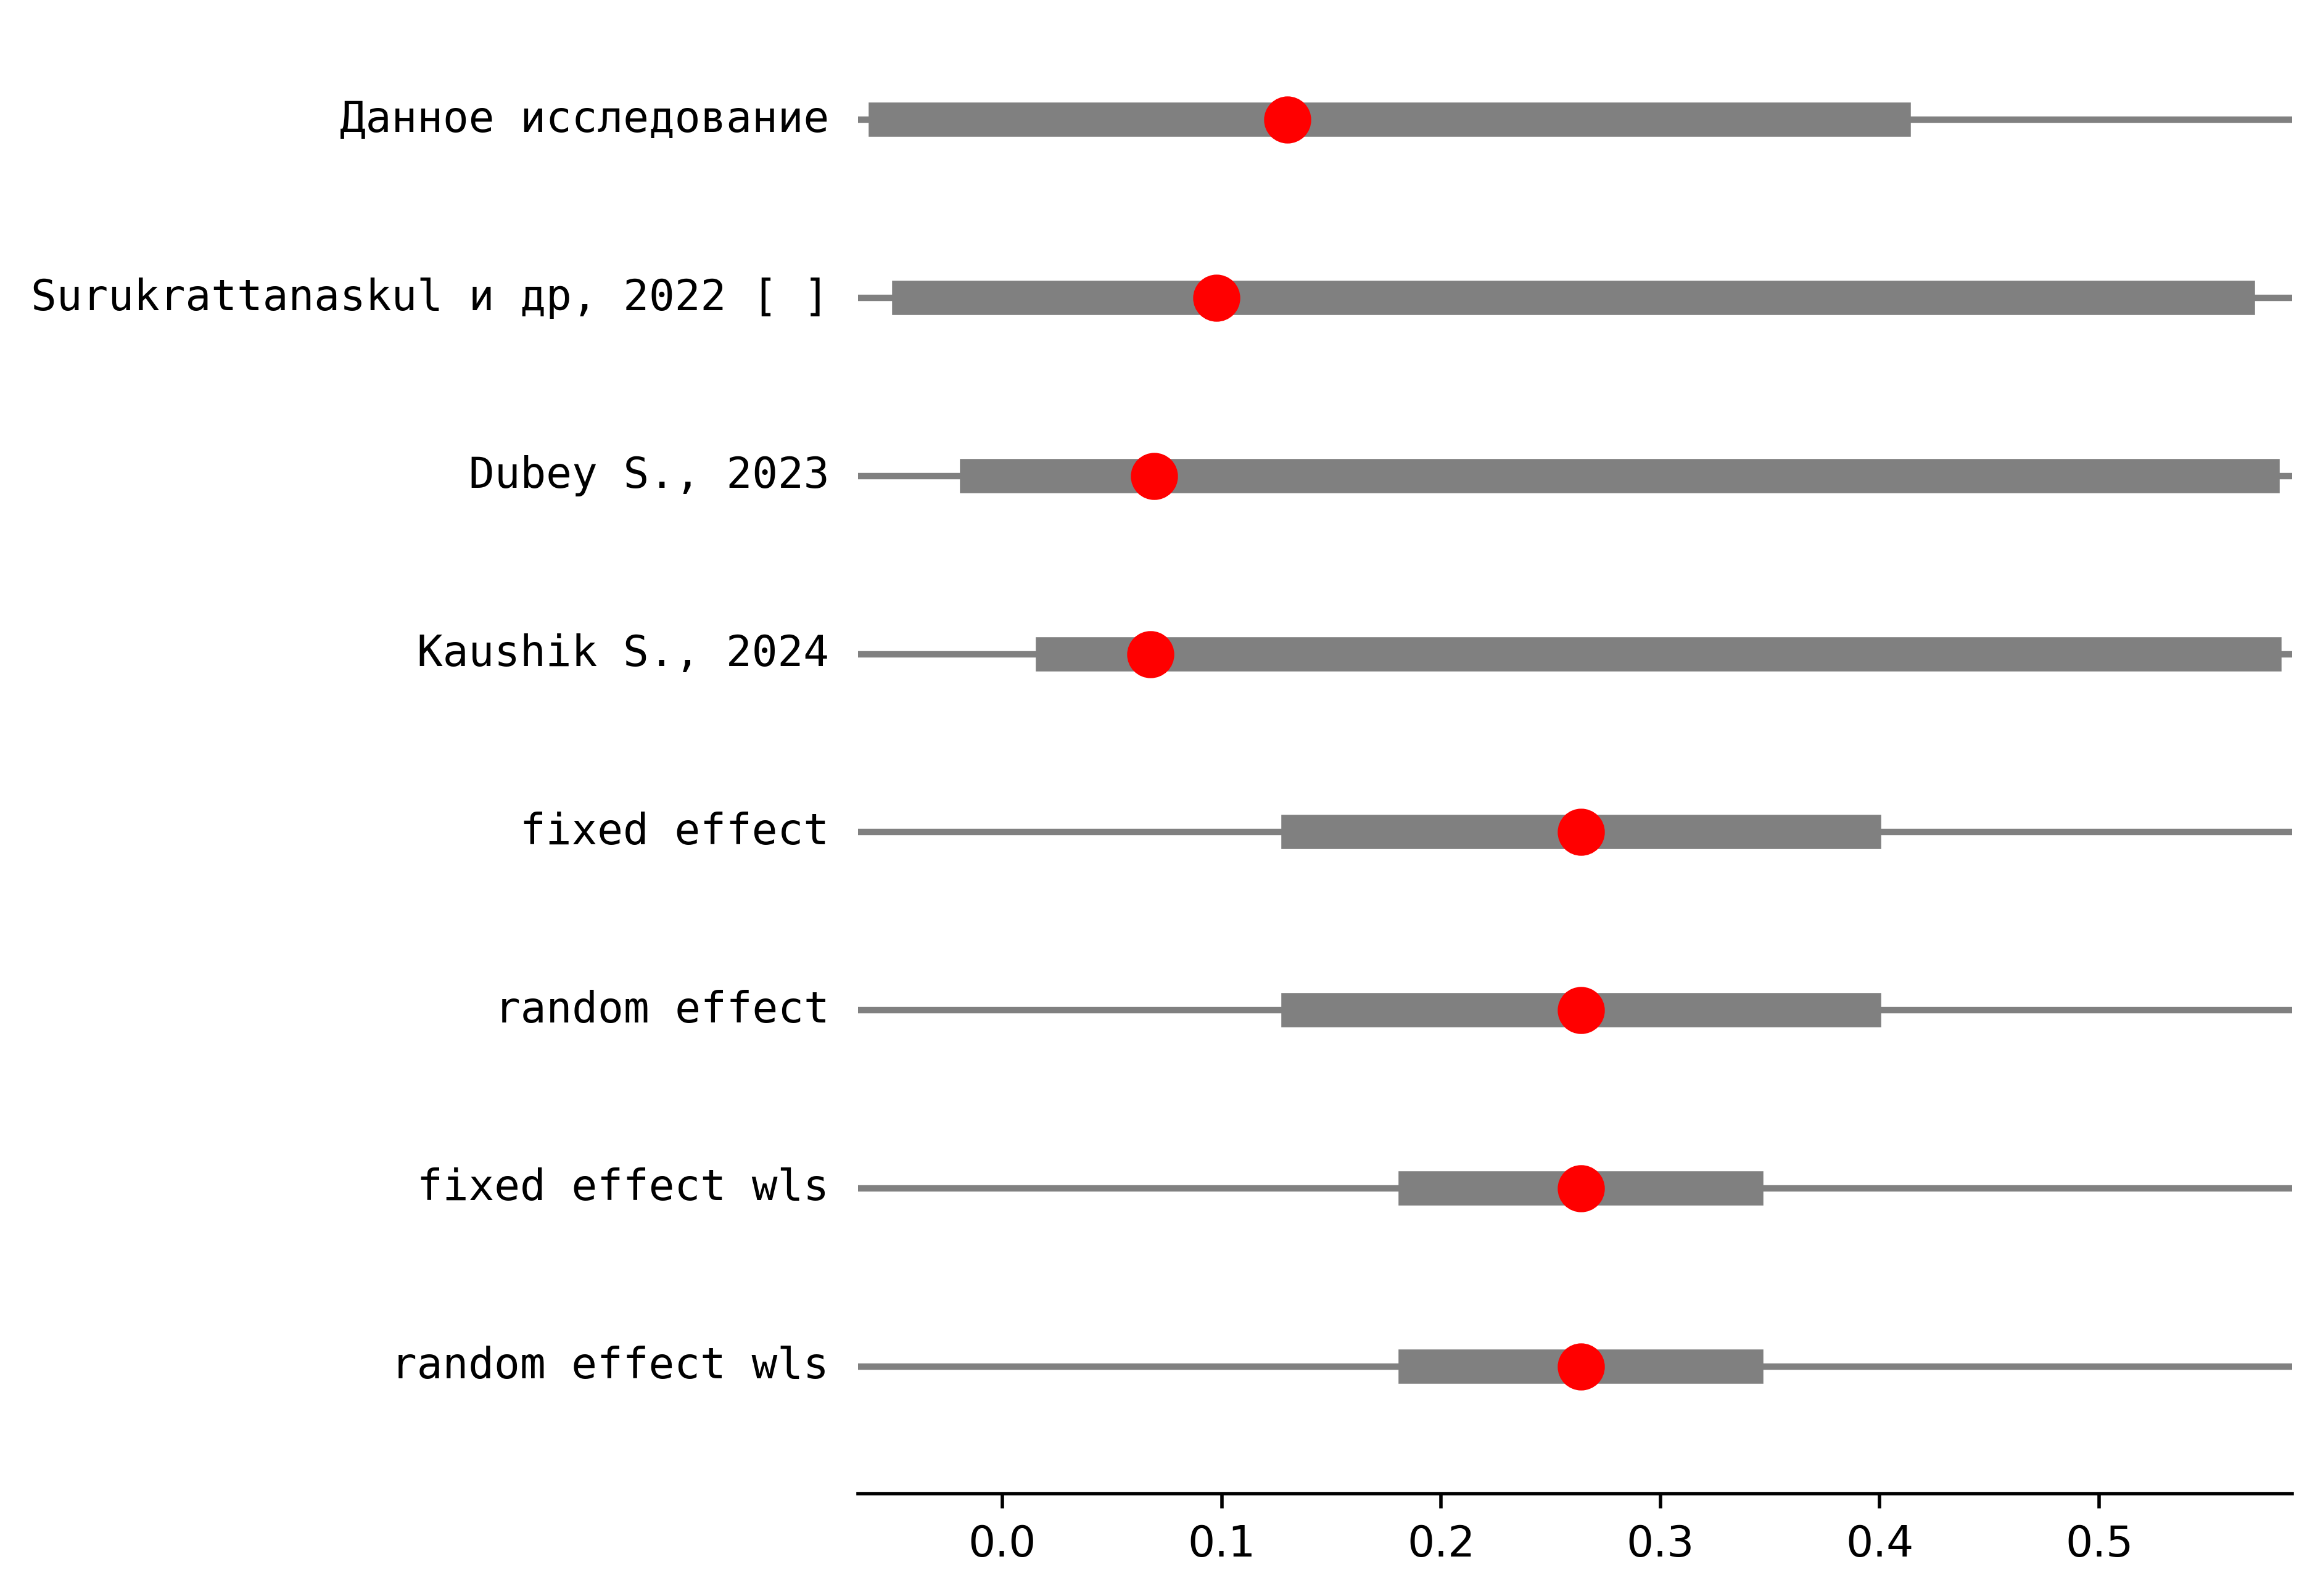 Данное исследование
Surukrattanaskul и др, 2022 [ ]
Dubey S., 2023
Kaushik S., 2024
fixed effect
random effect
fixed effect wls
random effect wls
0.0 0.1 0.2 0.3 0.4 0.5